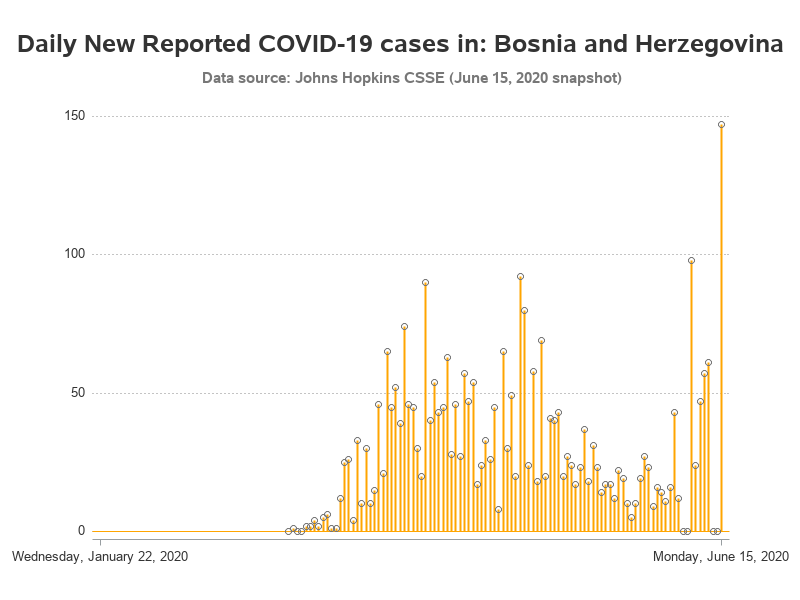 Daily New Reported COVID-19 cases in: Bosnia and Herzegovina
Data source: Johns Hopkins CSSE (June 15, 2020 snapshot)
150
100
50
0
Wednesday, January 22, 2020
Monday, June 15, 2020